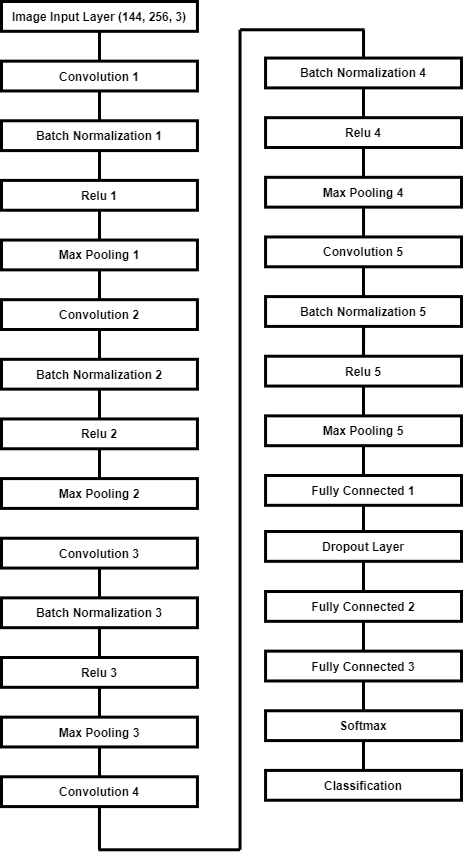 Image Input Layer (144, 256, 3)
Convolution 1
Batch Normalization 1
Relu 1
Max Pooling 1
Convolution 2
Batch Normalization 2
Relu 2
Max Pooling 2
Convolution 3
Batch Normalization 3
Relu 3
Max Pooling 3
Convolution 4
Batch Normalization 4
Relu 4
Max Pooling 4
Convolution 5
Batch Normalization 5
Relu 5
Max Pooling 5
Fully Connected 1
Dropout Layer
Fully Connected 2
Fully Connected 3
Softmax
Classification